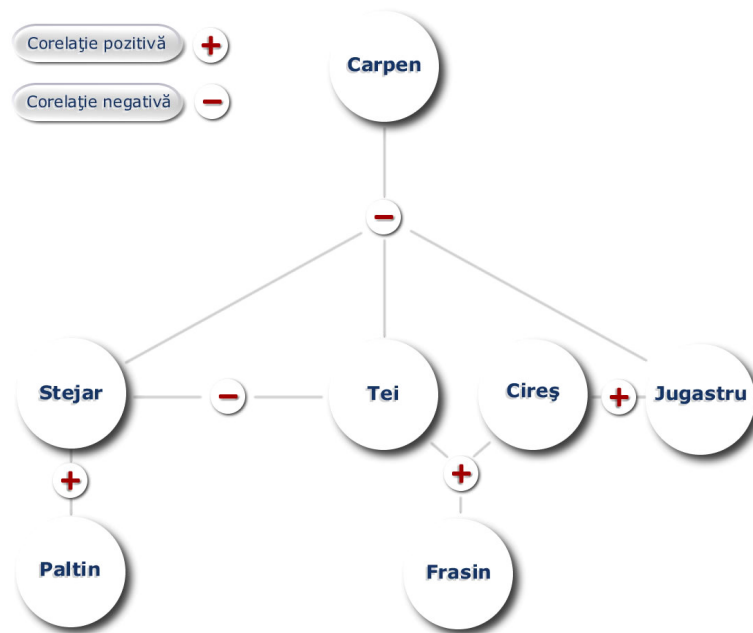 Corelaţie pozitivă +
Corelaţie negativă −
Carpen
−
Stejar − Tei Cireş + Jugastru
+ +
Paltin Frasin